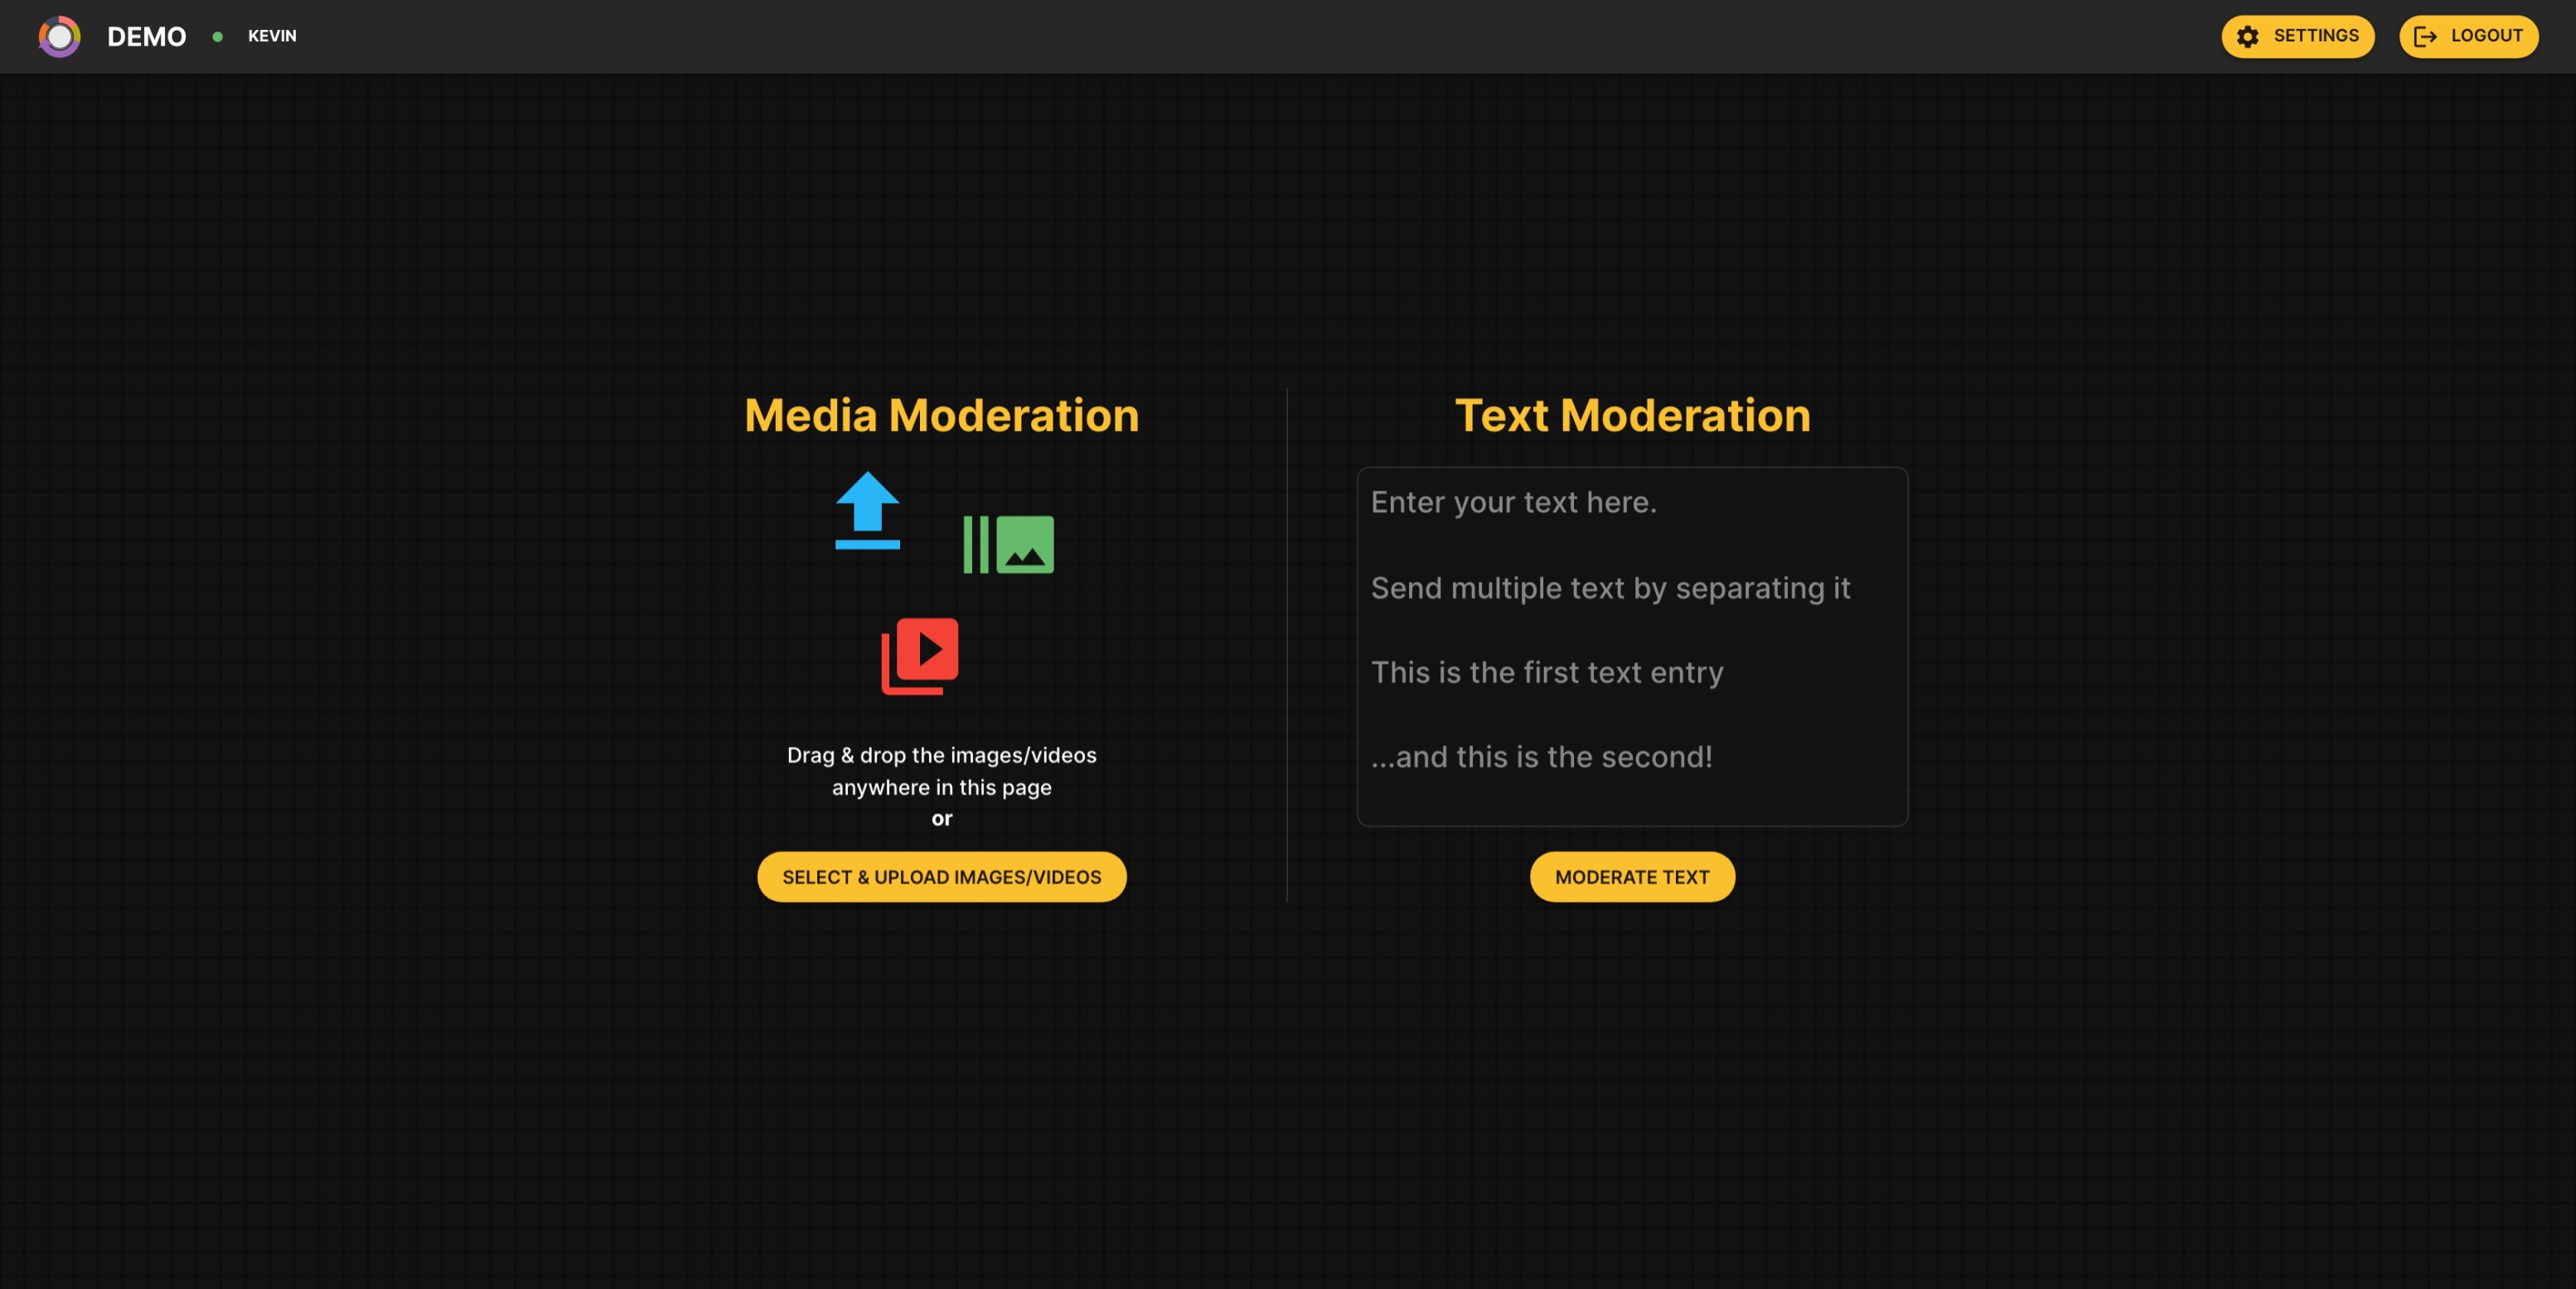 DEMO
KEVIN
SETTINGS
LOGOUT
Media Moderation
Drag & drop the images/videos
anywhere in this page
or
SELECT & UPLOAD IMAGES/VIDEOS
Text Moderation
Enter your text here.
Send multiple text by separating it
This is the first text entry
...and this is the second!
MODERATE TEXT